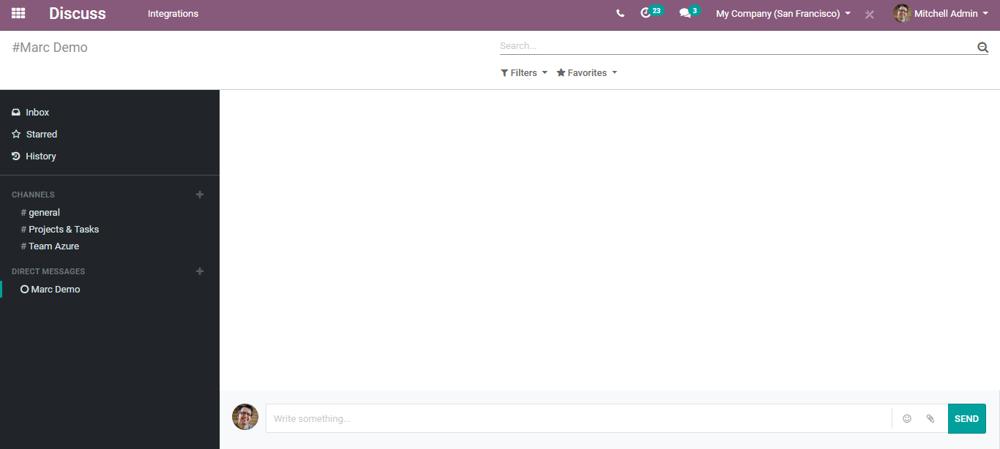 Discuss Integrations 23 3 My Company (San Francisco) Mitchell Admin
#Marc Demo
Search...
Filters Favorites
Inbox
Starred
History
CHANNELS +
# general
# Projects & Tasks
# Team Azure
DIRECT MESSAGES +
Marc Demo
Write something... SEND